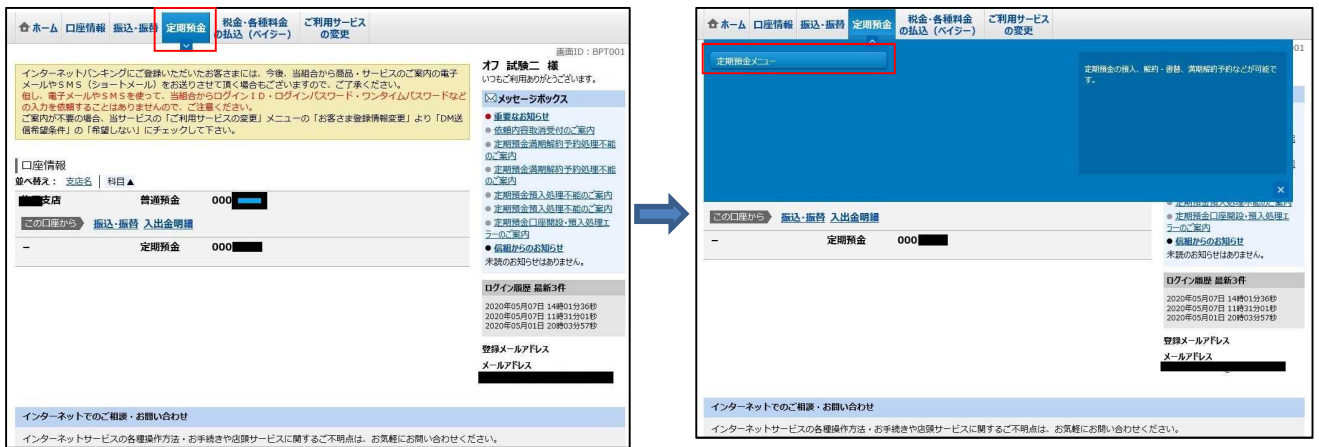 ホーム 口座情報 振込・振替 定期預金 税金・各種料金の払込（ペイジー） ご利用サービスの変更
画面ID：BPT001
インターネットバンキングにご登録いただいたお客さまには、今後、当組合から商品・サービスのご案内の電子
メールやSMS（ショートメール）をお送りさせて頂く場合もございますので、ご了承ください。
但し、電子メールやSMSを使って、当組合からログインID・ログインパスワード・ワンタイムパスワードなど
の入力を依頼することはありませんので、ご注意ください。
ご案内が不要の場合、当サービスの「ご利用サービスの変更」メニューの「お客さま登録情報変更」より「DM送
信希望条件」の「希望しない」にチェックして下さい。
口座情報
並べ替え： 支店名 | 科目▲
支店 普通預金 000
この口座から 振込・振替 入出金明細
− 定期預金 000
オフ 試験二 様
いつもご利用ありがとうございます。
メッセージボックス
重要なお知らせ
依頼内容取消受付のご案内
定期預金満期解約予約処理不能
のご案内
定期預金満期解約予約処理不能
のご案内
定期預金預入処理不能のご案内
定期預金預入処理不能のご案内
定期預金口座開設・預入処理エ
ラーのご案内
信組からのお知らせ
未読のお知らせはありません。
ログイン履歴 最新3件
2020年05月07日 14時01分36秒
2020年05月07日 11時31分01秒
2020年05月01日 20時03分57秒
登録メールアドレス
メールアドレス
インターネットでのご相談・お問い合わせ
インターネットサービスの各種操作方法・お手続きや店頭サービスに関するご不明点は、お気軽にお問い合わせください。
ホーム 口座情報 振込・振替 定期預金 税金・各種料金の払込（ペイジー） ご利用サービスの変更
01
定期預金メニュー
定期預金の預入、解約・書替、満期解約予約などが可能で
す。
×
この口座から 振込・振替 入出金明細
− 定期預金 000
定期預金口座開設・預入処理エ
ラーのご案内
信組からのお知らせ
未読のお知らせはありません。
ログイン履歴 最新3件
2020年05月07日 14時01分36秒
2020年05月07日 11時31分01秒
2020年05月01日 20時03分57秒
登録メールアドレス
メールアドレス
インターネットでのご相談・お問い合わせ
インターネットサービスの各種操作方法・お手続きや店頭サービスに関するご不明点は、お気軽にお問い合わせください。